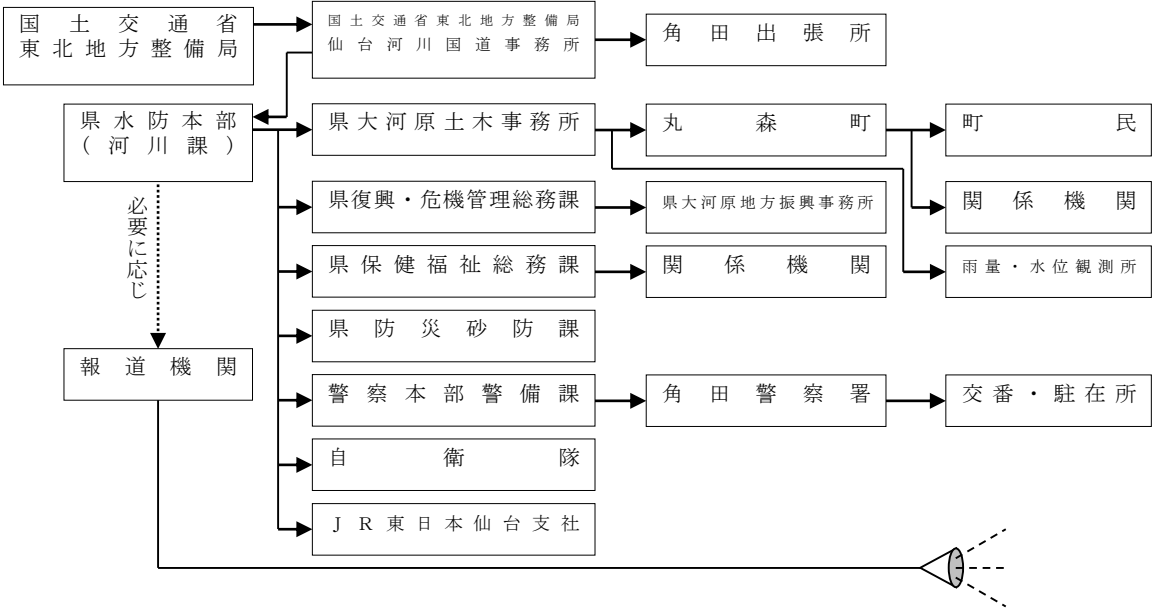 国土交通省
東北地方整備局
国土交通省東北地方整備局
仙台河川国道事務所
角田出張所
県水防本部
(河川課)
県大河原土木事務所
丸森町
町民
県復興・危機管理総務課
県大河原地方振興事務所
関係機関
必要に応じ
県保健福祉総務課
関係機関
雨量・水位観測所
県防災砂防課
報道機関
警察本部警備課
角田警察署
交番・駐在所
自衛隊
JR東日本仙台支社